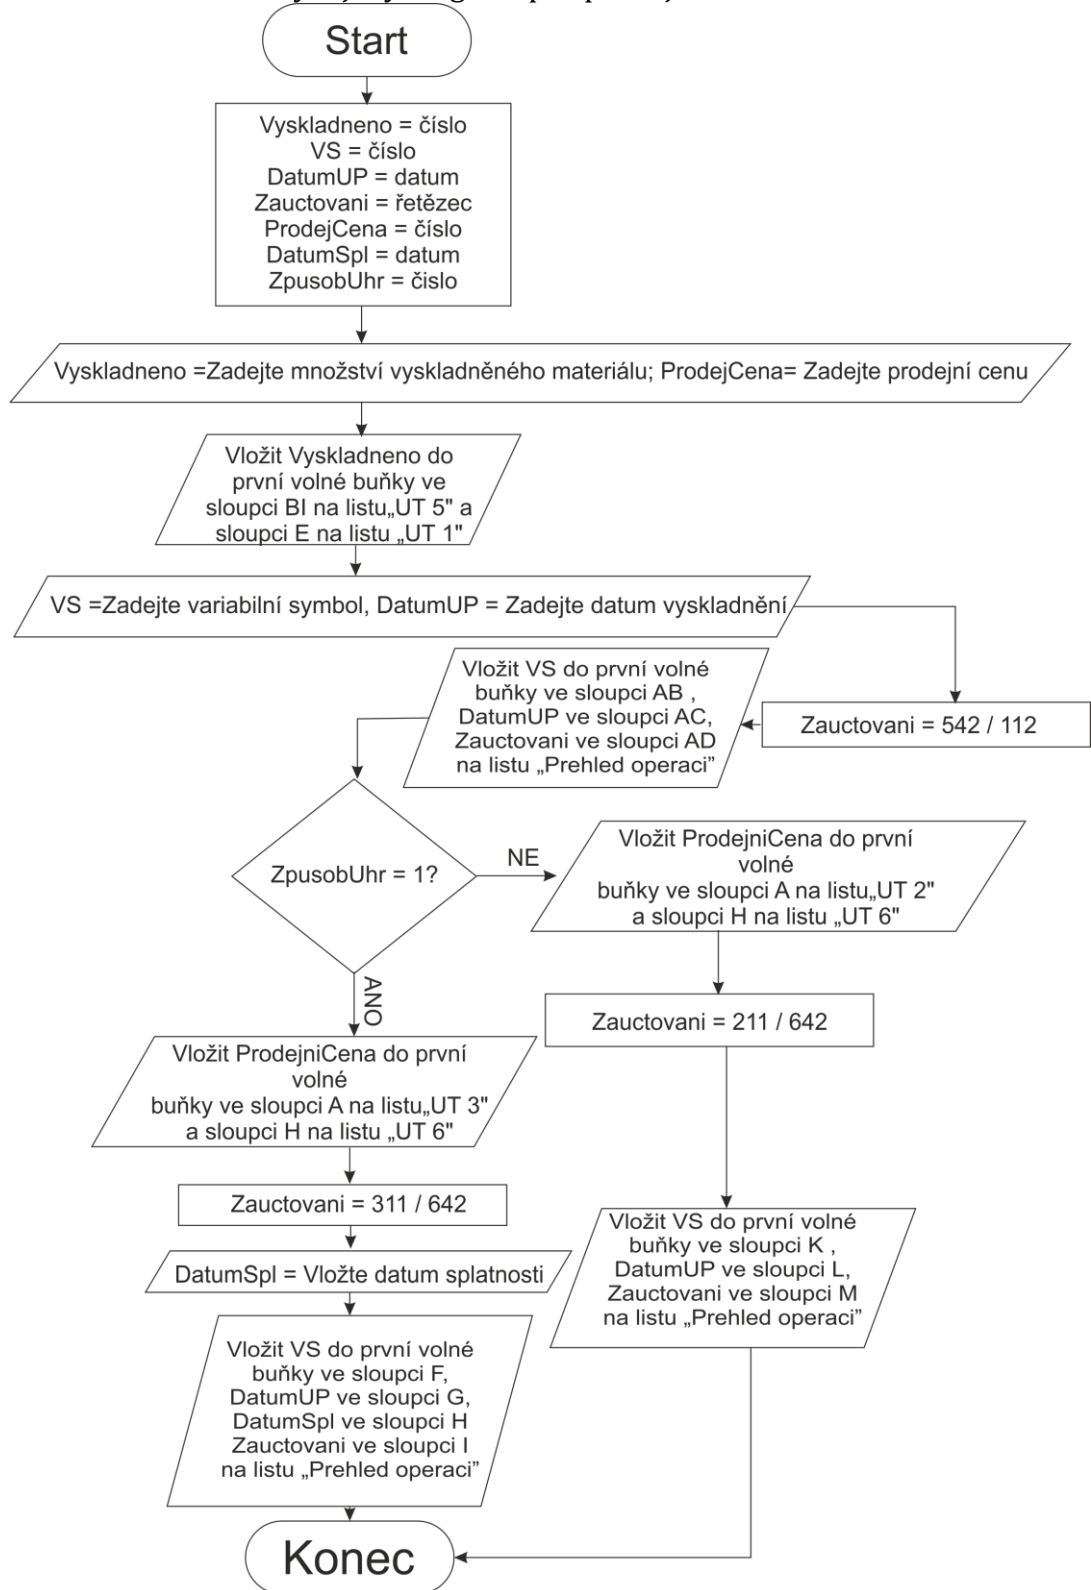 Start
Vyskladneno = číslo
VS = číslo
DatumUP = datum
Zauctovani = řetězec
ProdejCena = číslo
DatumSpl = datum
ZpusobUhr = čislo
Vyskladneno =Zadejte množství vyskladněného materiálu; ProdejCena= Zadejte prodejní cenu
Vložit Vyskladneno do
první volné buňky ve
sloupci BI na listu„UT 5" a
sloupci E na listu „UT 1"
VS =Zadejte variabilní symbol, DatumUP = Zadejte datum vyskladnění
Zauctovani = 542 / 112
Vložit VS do první volné
buňky ve sloupci AB ,
DatumUP ve sloupci AC,
Zauctovani ve sloupci AD
na listu „Prehled operaci”
ZpusobUhr = 1?
NE
Vložit ProdejniCena do první
volné
buňky ve sloupci A na listu„UT 2"
a sloupci H na listu „UT 6"
Zauctovani = 211 / 642
ANO
Vložit ProdejniCena do první
volné
buňky ve sloupci A na listu„UT 3"
a sloupci H na listu „UT 6"
Zauctovani = 311 / 642
DatumSpl = Vložte datum splatnosti
Vložit VS do první volné
buňky ve sloupci K ,
DatumUP ve sloupci L,
Zauctovani ve sloupci M
na listu „Prehled operaci”
Vložit VS do první volné
buňky ve sloupci F,
DatumUP ve sloupci G,
DatumSpl ve sloupci H
Zauctovani ve sloupci I
na listu „Prehled operaci”
Konec